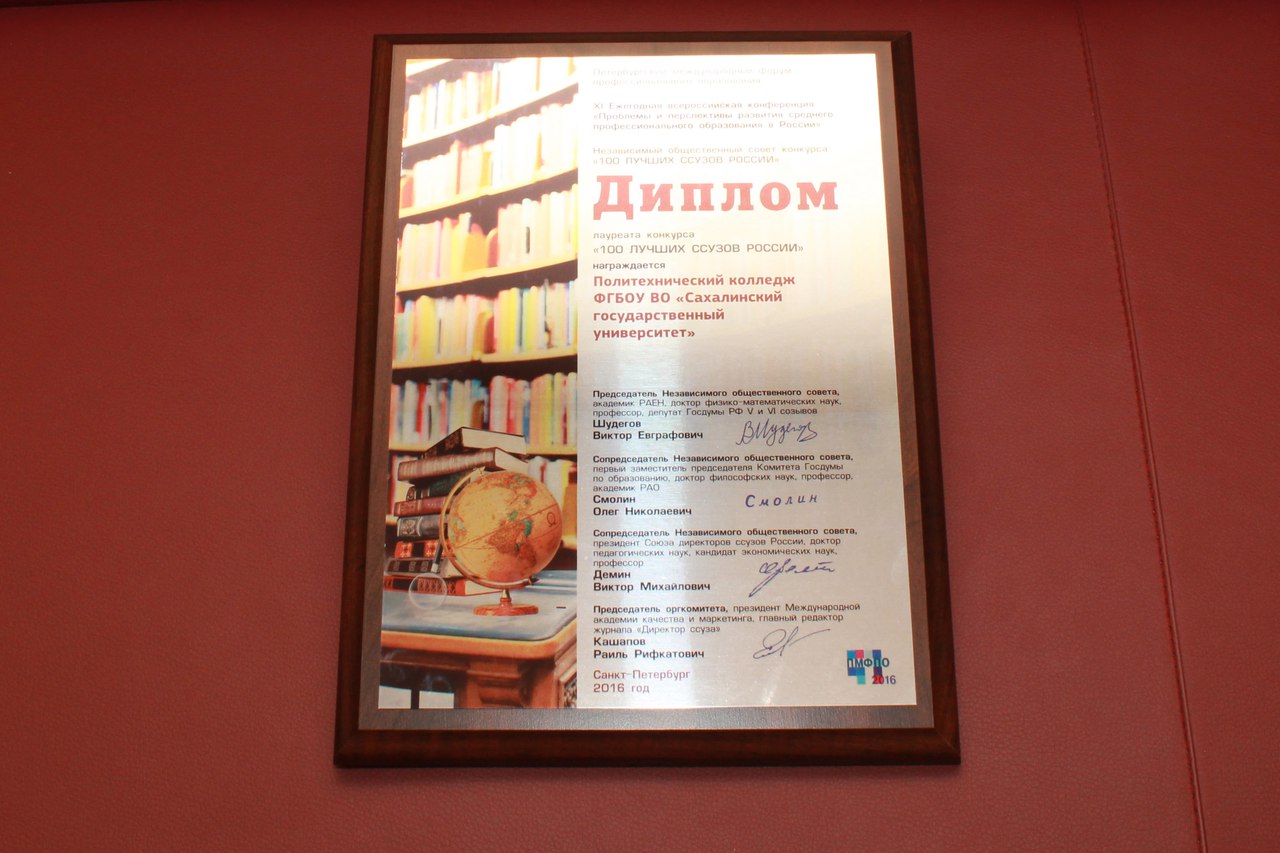 Петербургский международный форум
профессионального образования
XI Ежегодная всероссийская конференция
«Проблемы и перспективы развития среднего
профессионального образования в России»
Независимый общественный совет конкурса
«100 ЛУЧШИХ ССУЗОВ РОССИИ»
Диплом
лауреата конкурса
«100 ЛУЧШИХ ССУЗОВ РОССИИ»
награждается
Политехнический колледж
ФГБОУ ВО «Сахалинский
государственный
университет»
Председатель Независимого общественного совета,
академик РАЕН, доктор физико-математических наук,
профессор, депутат Госдумы РФ V и VI созывов
Шудегов
Виктор Евграфович
ВШудегов
Сопредседатель Независимого общественного совета,
первый заместитель председателя Комитета Госдумы
по образованию, доктор философских наук, профессор,
академик РАО
Смолин
Олег Николаевич
Смолин
Сопредседатель Независимого общественного совета,
президент Союза директоров ссузов России, доктор
педагогических наук, кандидат экономических наук,
профессор
Демин
Виктор Михайлович
Председатель оргкомитета, президент Международной
академии качества и маркетинга, главный редактор
журнала «Директор ссуза»
Кашапов
Раиль Рифкатович
Санкт-Петербург
2016 год
ПМФПО
2016